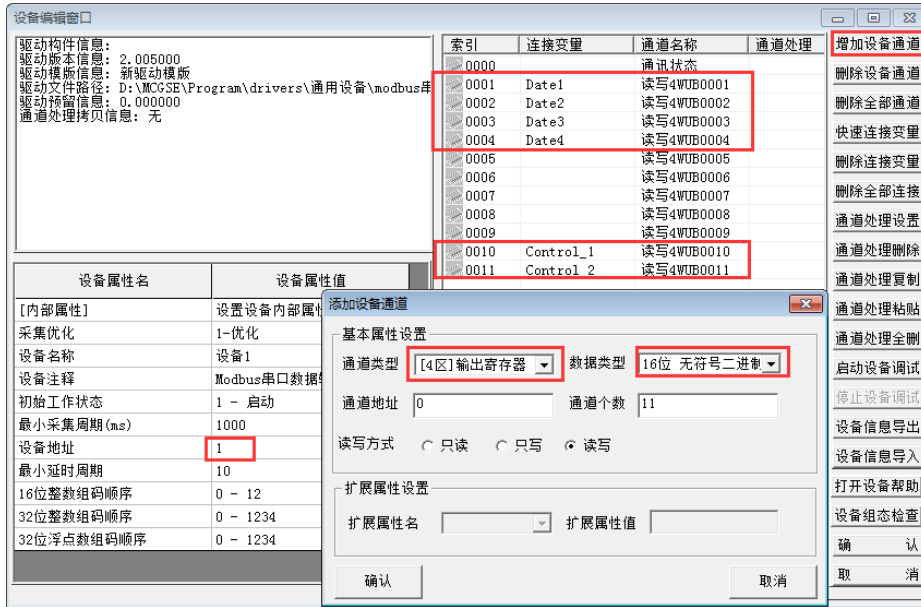 设备编辑窗口
驱动构件信息:
驱动版本信息: 2.005000
驱动模版信息: 新驱动模版
驱动文件路径: D:\MCGSE\Program\drivers\通用设备\modbus串
驱动预留信息: 0.000000
通道处理拷贝信息: 无
索引 连接变量 通道名称 通道处理
0000 通讯状态
0001 Date1 读写4WUB0001
0002 Date2 读写4WUB0002
0003 Date3 读写4WUB0003
0004 Date4 读写4WUB0004
0005 读写4WUB0005
0006 读写4WUB0006
0007 读写4WUB0007
0008 读写4WUB0008
0009 读写4WUB0009
0010 Control_1 读写4WUB0010
0011 Control 2 读写4WUB0011
增加设备通道
删除设备通道
删除全部通道
快速连接变量
删除连接变量
删除全部连接
通道处理设置
通道处理删除
通道处理复制
通道处理粘贴
通道处理全删
启动设备调试
停止设备调试
设备信息导出
设备信息导入
打开设备帮助
设备组态检查
确 认
取 消
设备属性名 设备属性值
[内部属性] 设置设备内部属
采集优化 1-优化
设备名称 设备1
设备注释 Modbus串口数据
初始工作状态 1 - 启动
最小采集周期(ms) 1000
设备地址 1
最小延时周期 10
16位整数组码顺序 0 - 12
32位整数组码顺序 0 - 1234
32位浮点数组码顺序 0 - 1234
添加设备通道
基本属性设置
通道类型 [4区]输出寄存器 数据类型 16位 无符号二进制
通道地址 0 通道个数 11
读写方式 只读 只写 读写
扩展属性设置
扩展属性名 扩展属性值
确认 取消